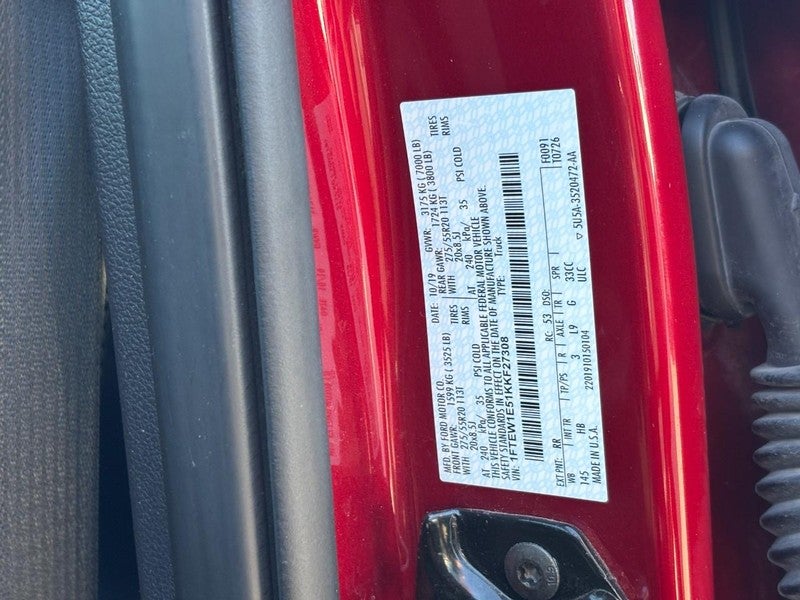 MFD. BY FORD MOTOR CO. DATE: 10/19 GVWR: 3175 KG ( 7000 LB)
FRONT GAWR: 1599 KG ( 3525 LB) REAR GAWR: 1724 KG ( 3800 LB)
WITH 275/55R20 113T TIRES WITH 275/55R20 113T TIRES
20x8.5J RIMS 20x8.5J RIMS
AT 240 kPa/ 35 PSI COLD AT 240 kPa/ 35 PSI COLD
THIS VEHICLE CONFORMS TO ALL APPLICABLE FEDERAL MOTOR VEHICLE
SAFETY STANDARDS IN EFFECT ON THE DATE OF MANUFACTURE SHOWN ABOVE.
VIN: 1FTEW1E51KKF27308 TYPE: Truck
F0091
T0726
EXT PNT: RR RC: 53 DSO:
WB INT TR TP/PS R AXLE TR SPR
145 HB 3 L9 G 33CC
ULC
MADE IN U.S.A. 2201910150104 5U5A-3520472-AA
10.9